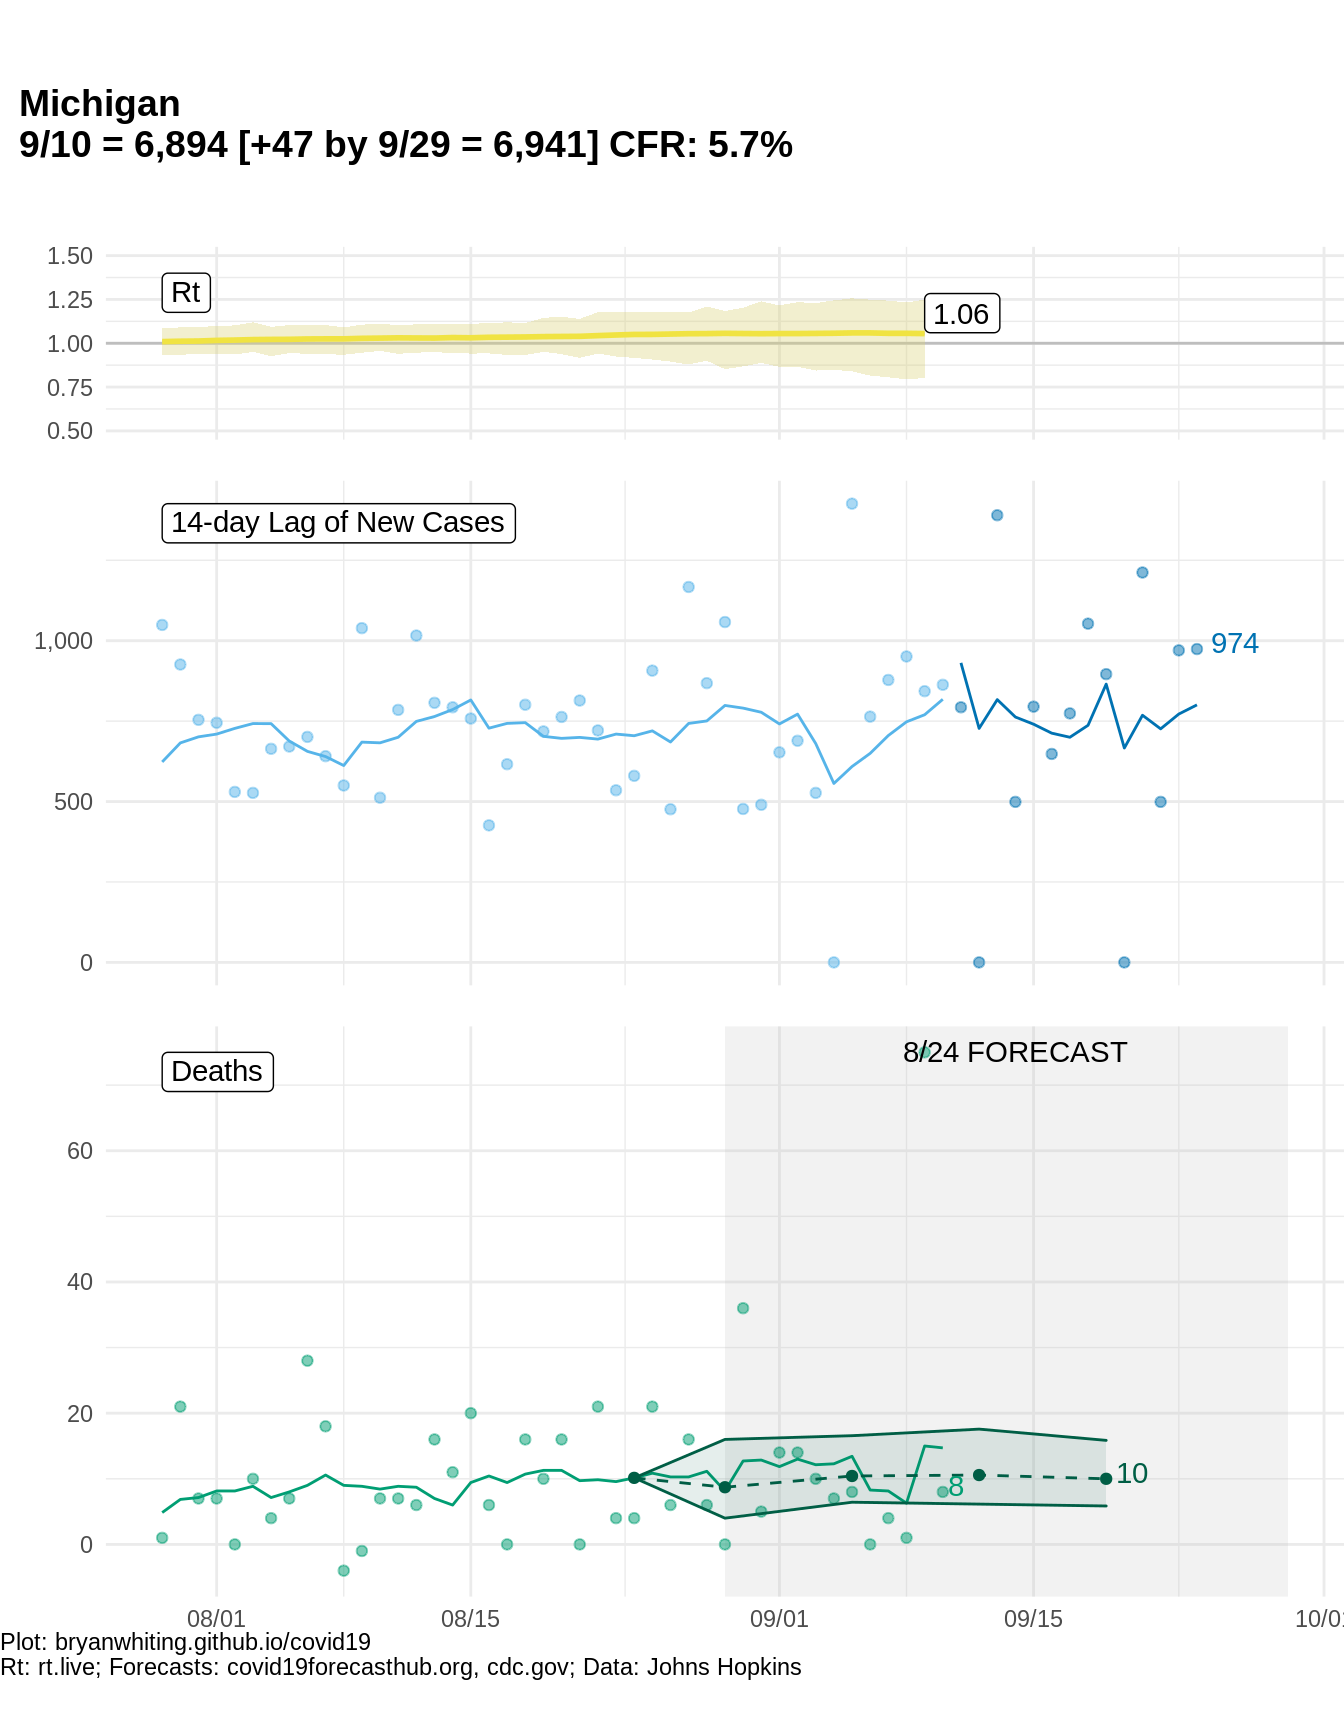 Michigan
9/10 = 6,894 [+47 by 9/29 = 6,941] CFR: 5.7%
1.50
1.25
1.00
0.75
0.50
Rt
1.06
14-day Lag of New Cases
1,000
500
0
974
Deaths
8/24 FORECAST
60
40
20
0
10
8
08/01 08/15 09/01 09/15 10/01
Plot: bryanwhiting.github.io/covid19
Rt: rt.live; Forecasts: covid19forecasthub.org, cdc.gov; Data: Johns Hopkins